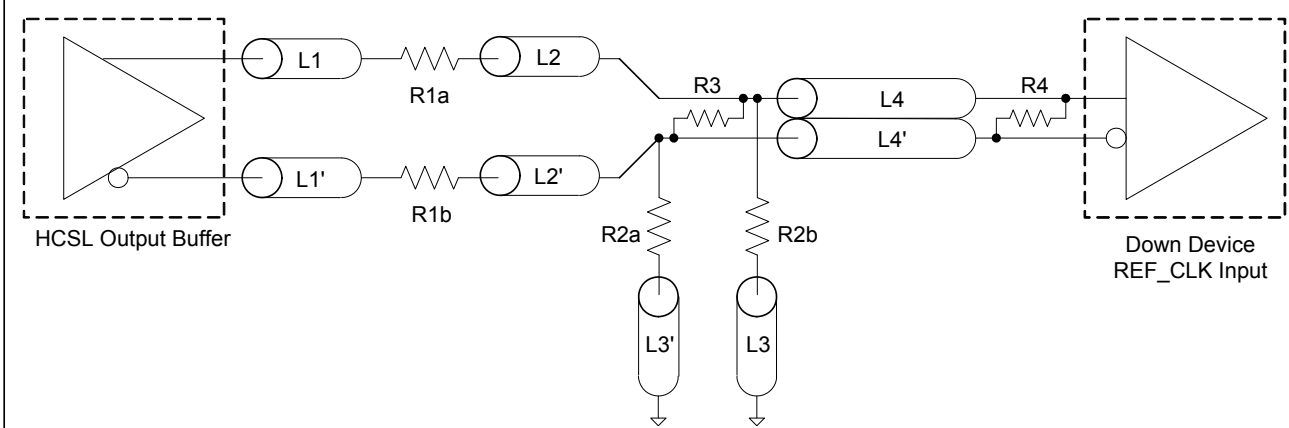 L1
R1a
L2
R3
L4
R4
L4'
L1'
R1b
L2'
HCSL Output Buffer
R2a
R2b
Down Device
REF_CLK Input
L3'
L3